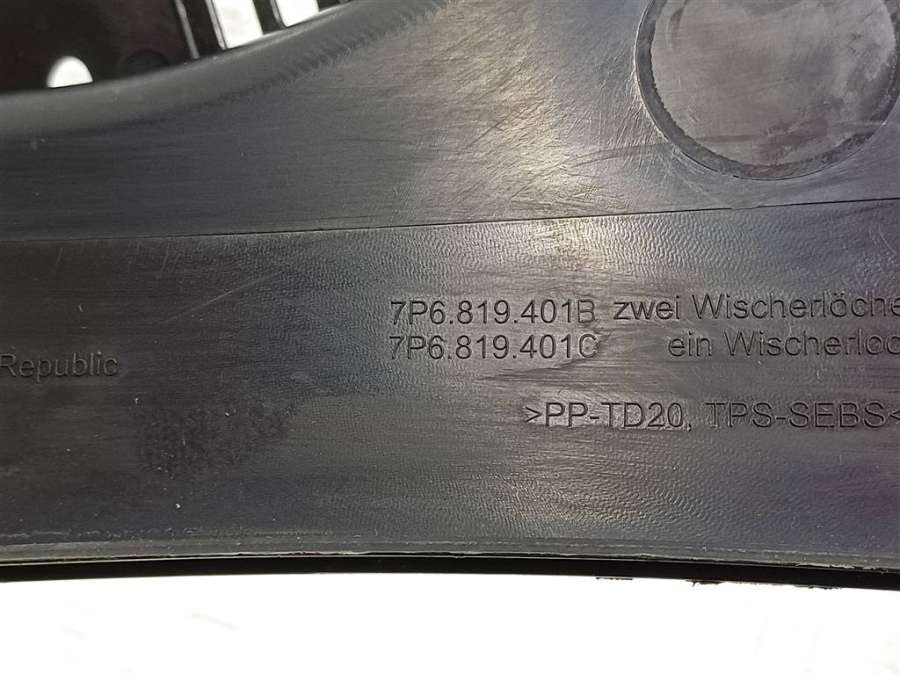 7P6.819.401B zwei Wischerlöche
7P6.819.401C ein Wischerloc
Republic
>PP-TD20, TPS-SEBS<